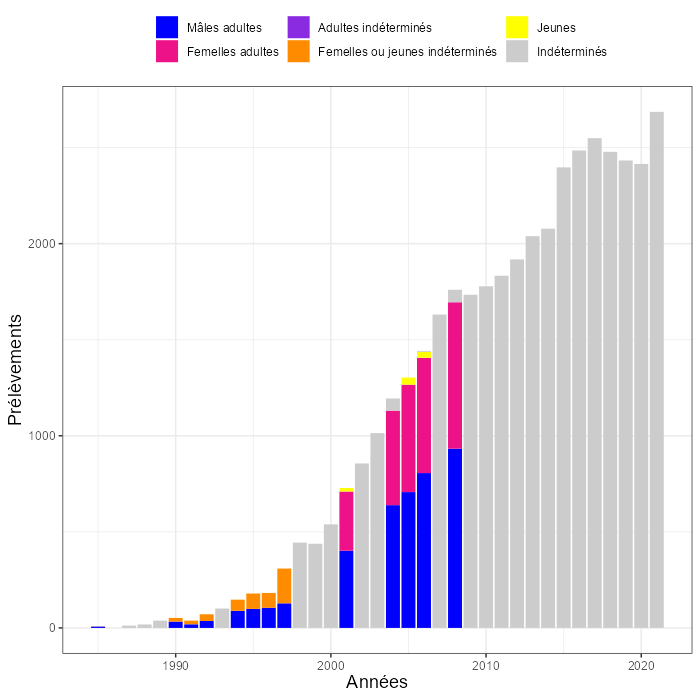 Mâles adultes
Adultes indéterminés
Jeunes
Femelles adultes
Femelles ou jeunes indéterminés
Indéterminés
Prélèvements
2000
1000
0
1990
2000
2010
2020
Années